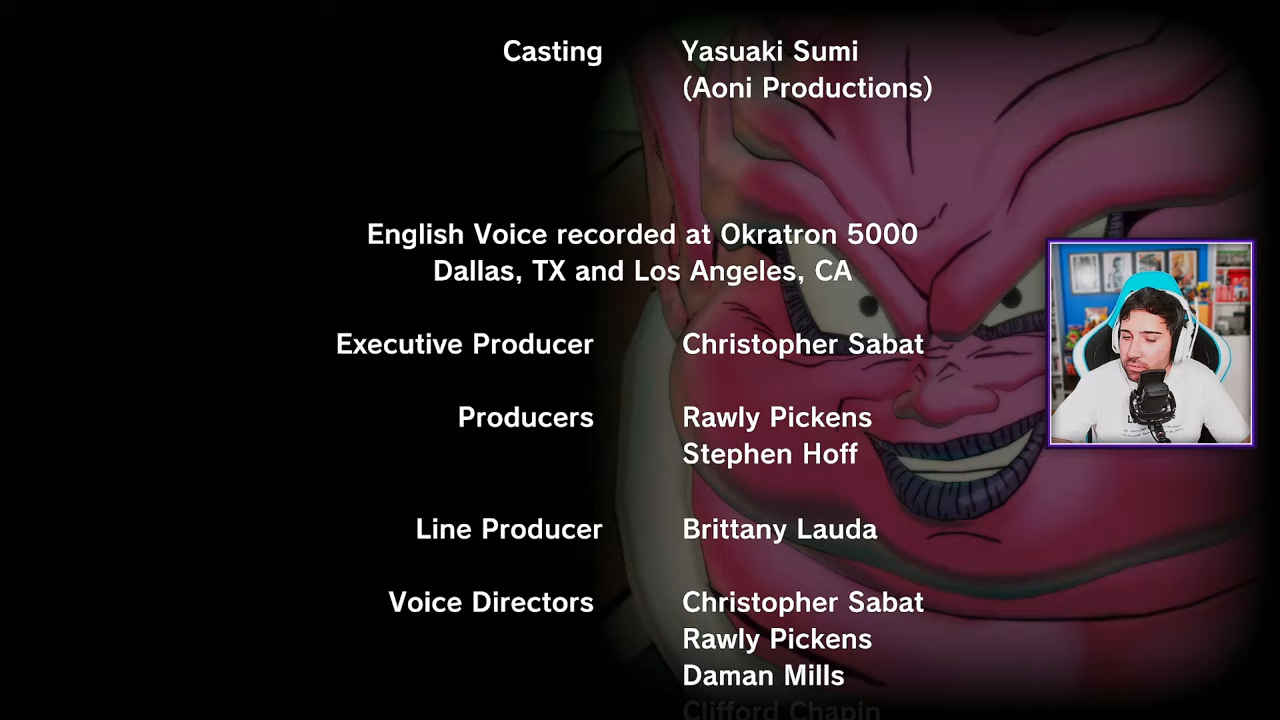 Casting Yasuaki Sumi
(Aoni Productions)
English Voice recorded at Okratron 5000
Dallas, TX and Los Angeles, CA
Executive Producer Christopher Sabat
Producers Rawly Pickens
Stephen Hoff
Line Producer Brittany Lauda
Voice Directors Christopher Sabat
Rawly Pickens
Daman Mills
Clifford Chapin